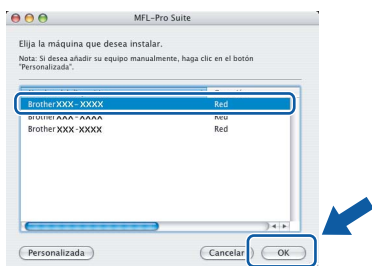 MFL-Pro Suite
Elija la máquina que desea instalar.
Nota: Si desea añadir su equipo manualmente, haga clic en el botón
"Personalizada".
Brother XXX-XXXX Red
Brother XXX-XXXX Red
Brother XXX-XXXX Red
Personalizada Cancelar OK